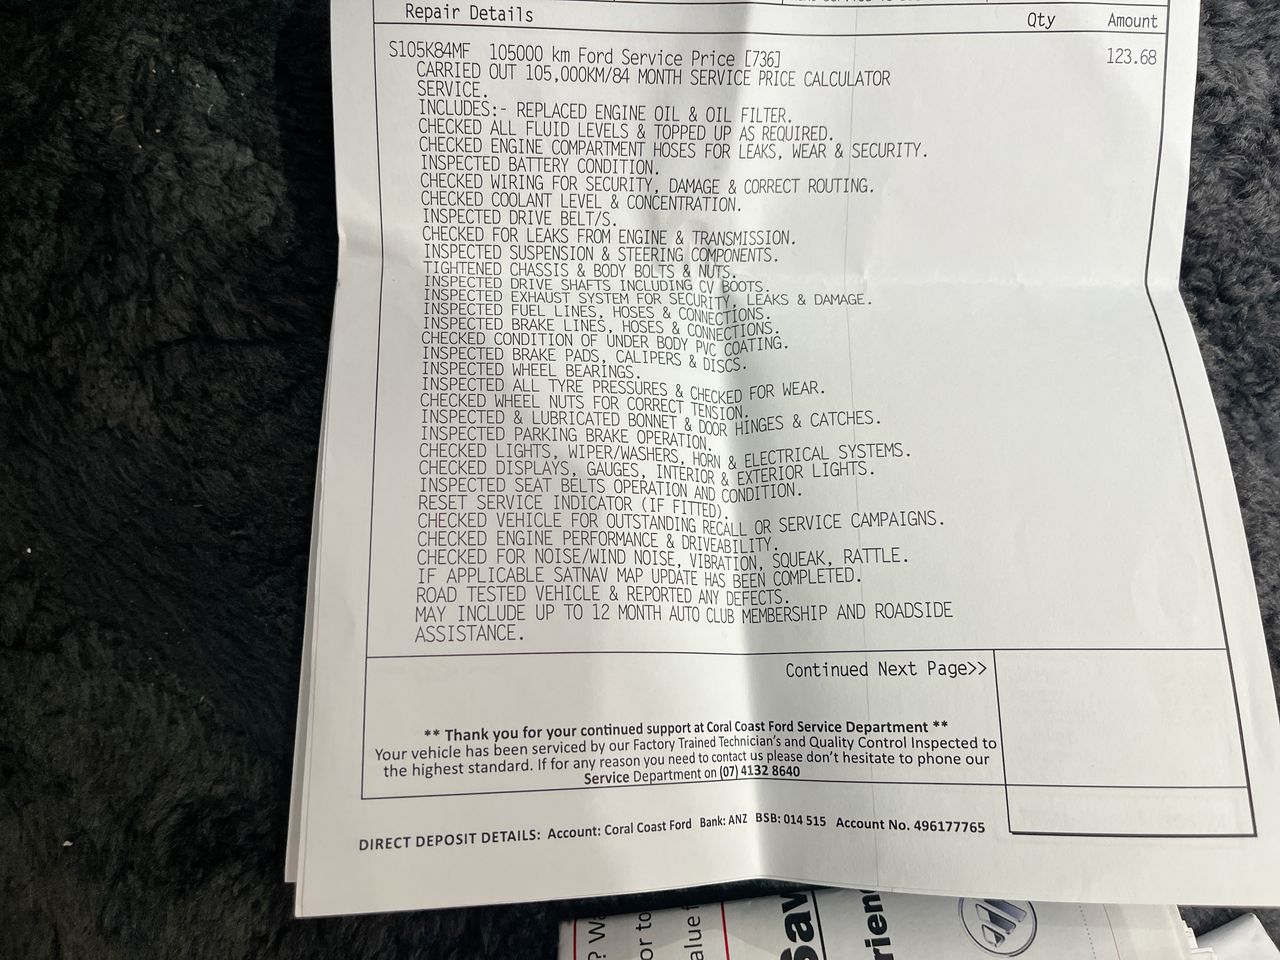 Repair Details Qty Amount
S105K84MF 105000 km Ford Service Price [736] 123.68
CARRIED OUT 105,000KM/84 MONTH SERVICE PRICE CALCULATOR
SERVICE.
INCLUDES:- REPLACED ENGINE OIL & OIL FILTER.
CHECKED ALL FLUID LEVELS & TOPPED UP AS REQUIRED.
CHECKED ENGINE COMPARTMENT HOSES FOR LEAKS, WEAR & SECURITY.
INSPECTED BATTERY CONDITION.
CHECKED WIRING FOR SECURITY, DAMAGE & CORRECT ROUTING.
CHECKED COOLANT LEVEL & CONCENTRATION.
INSPECTED DRIVE BELT/S.
CHECKED FOR LEAKS FROM ENGINE & TRANSMISSION.
INSPECTED SUSPENSION & STEERING COMPONENTS.
TIGHTENED CHASSIS & BODY BOLTS & NUTS.
INSPECTED DRIVE SHAFTS INCLUDING CV BOOTS.
INSPECTED EXHAUST SYSTEM FOR SECURITY, LEAKS & DAMAGE.
INSPECTED FUEL LINES, HOSES & CONNECTIONS.
INSPECTED BRAKE LINES, HOSES & CONNECTIONS.
CHECKED CONDITION OF UNDER BODY PVC COATING.
INSPECTED BRAKE PADS, CALIPERS & DISCS.
INSPECTED WHEEL BEARINGS.
INSPECTED ALL TYRE PRESSURES & CHECKED FOR WEAR.
CHECKED WHEEL NUTS FOR CORRECT TENSION.
INSPECTED & LUBRICATED BONNET & DOOR HINGES & CATCHES.
INSPECTED PARKING BRAKE OPERATION.
CHECKED LIGHTS, WIPER/WASHERS, HORN & ELECTRICAL SYSTEMS.
CHECKED DISPLAYS, GAUGES, INTERIOR & EXTERIOR LIGHTS.
INSPECTED SEAT BELTS OPERATION AND CONDITION.
RESET SERVICE INDICATOR (IF FITTED).
CHECKED VEHICLE FOR OUTSTANDING RECALL OR SERVICE CAMPAIGNS.
CHECKED ENGINE PERFORMANCE & DRIVEABILITY.
CHECKED FOR NOISE/WIND NOISE, VIBRATION, SQUEAK, RATTLE.
IF APPLICABLE SATNAV MAP UPDATE HAS BEEN COMPLETED.
ROAD TESTED VEHICLE & REPORTED ANY DEFECTS.
MAY INCLUDE UP TO 12 MONTH AUTO CLUB MEMBERSHIP AND ROADSIDE
ASSISTANCE.
Continued Next Page>>
** Thank you for your continued support at Coral Coast Ford Service Department **
Your vehicle has been serviced by our Factory Trained Technician's and Quality Control Inspected to
the highest standard. If for any reason you need to contact us please don't hesitate to phone our
Service Department on (07) 4132 8640
DIRECT DEPOSIT DETAILS: Account: Coral Coast Ford Bank: ANZ BSB: 014 515 Account No. 496177765